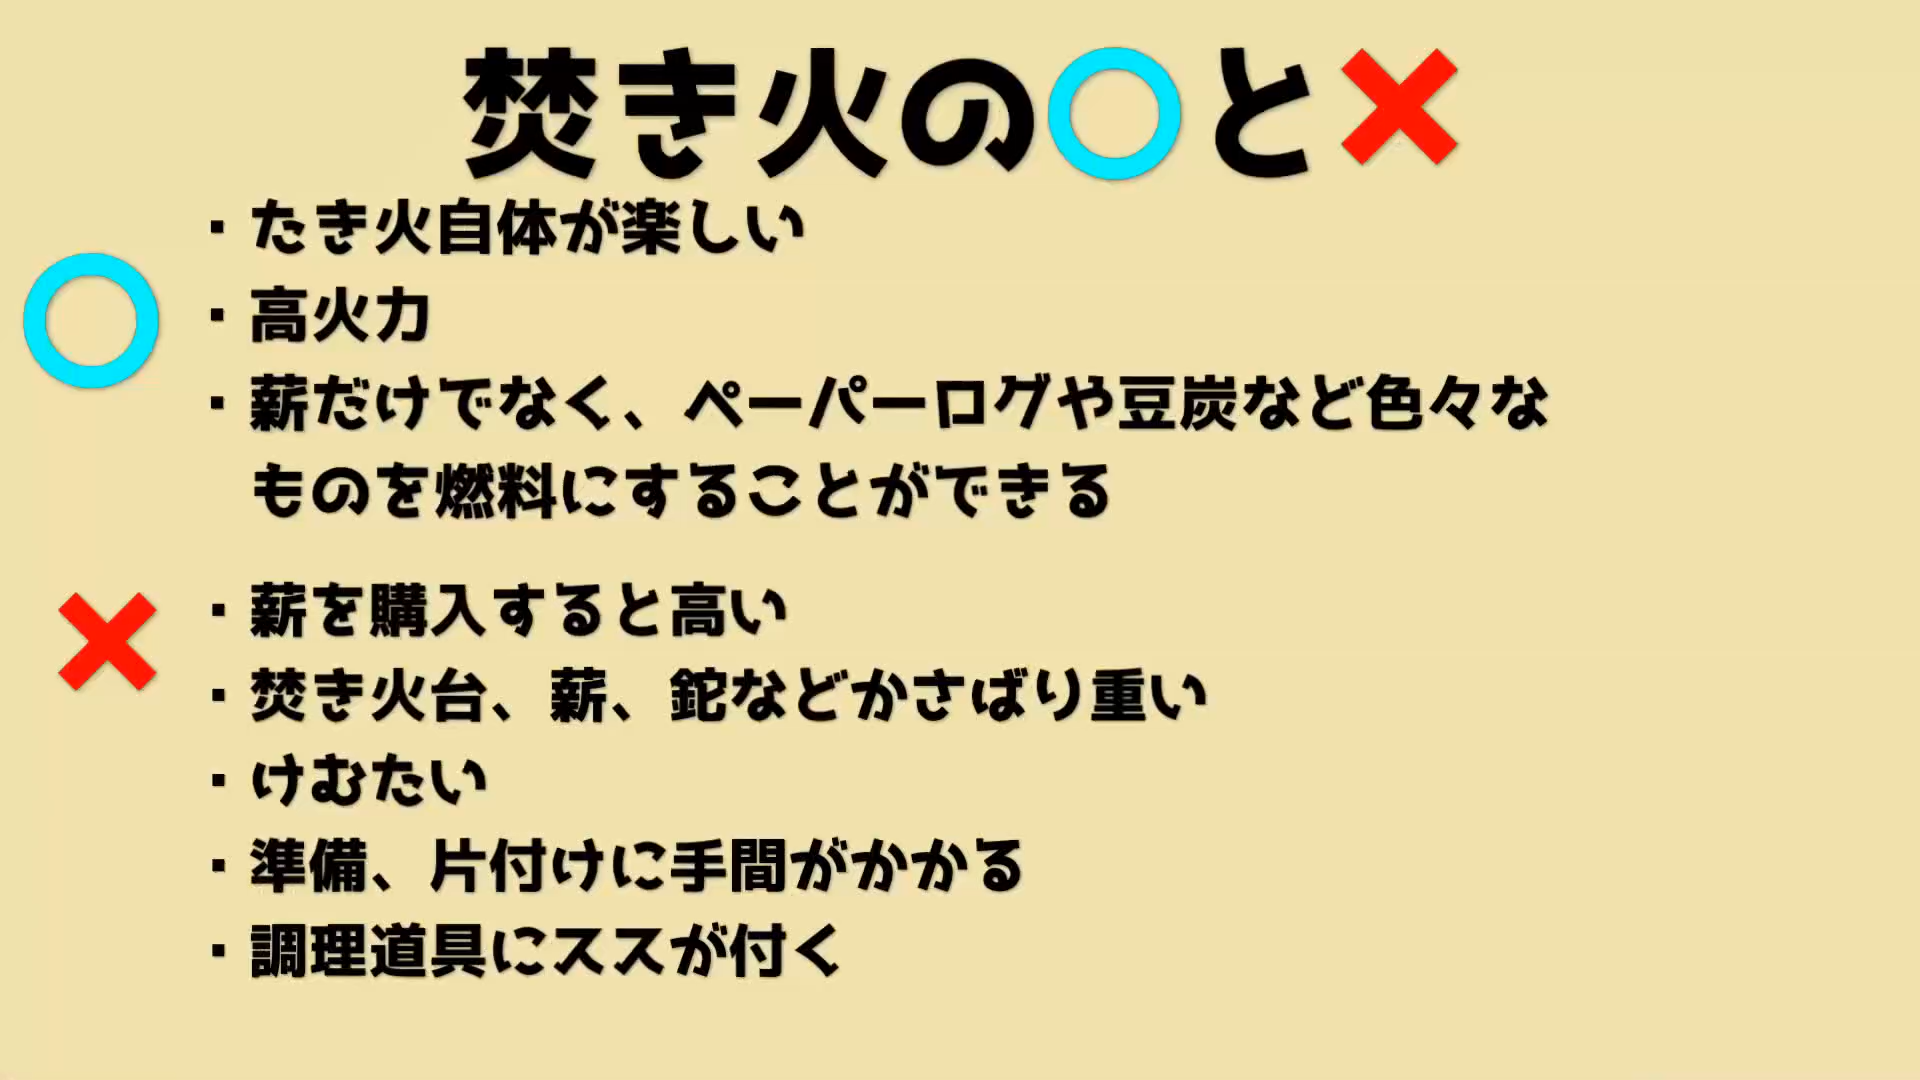 焚き火の○と×
・たき火自体が楽しい
○
・高火力
・薪だけでなく、ペーパーログや豆炭など色々な
ものを燃料にすることができる
×
・薪を購入すると高い
・焚き火台、薪、鉈などかさばり重い
・けむたい
・準備、片付けに手間がかかる
・調理道具にススが付く